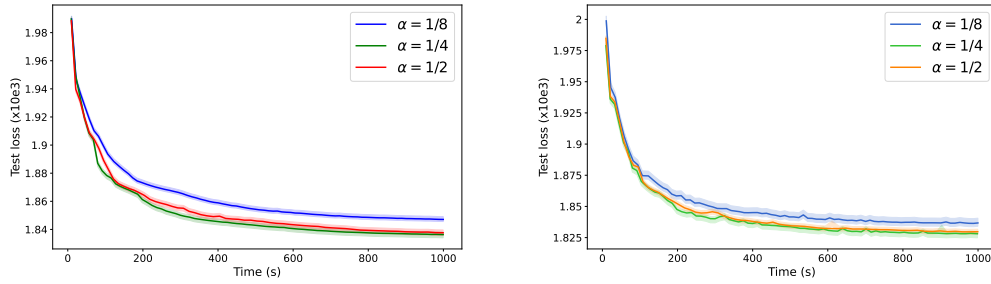 1.98
1.96
1.94
1.92
1.9
1.88
1.86
1.84
Test loss (x10e3)
0
200
400
600
800
1000
Time (s)
α = 1/8
α = 1/4
α = 1/2
2
1.975
1.95
1.925
1.9
1.875
1.85
1.825
Test loss (x10e3)
0
200
400
600
800
1000
Time (s)
α = 1/8
α = 1/4
α = 1/2